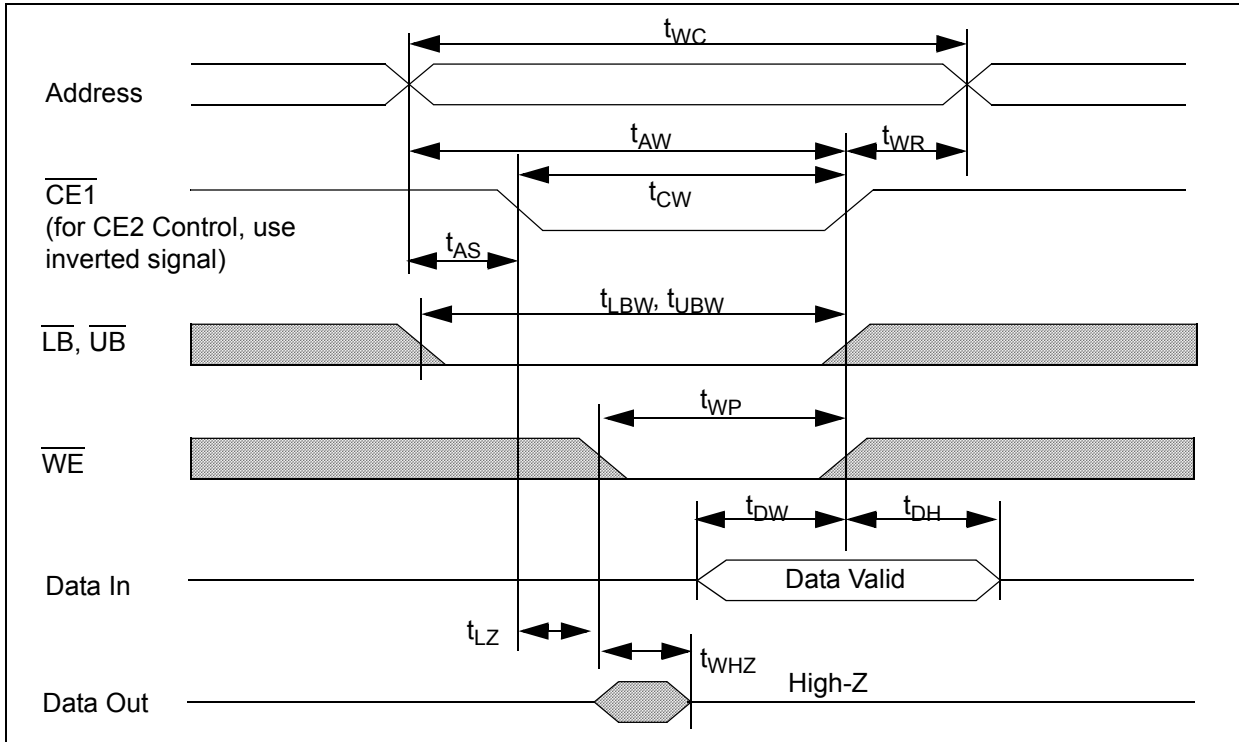 tWC
Address
tAW
tWR
CE1
(for CE2 Control, use
inverted signal)
tCW
tAS
tLBW, tUBW
LB, UB
tWP
WE
tDW
tDH
Data In
Data Valid
tLZ
tWHZ
High-Z
Data Out